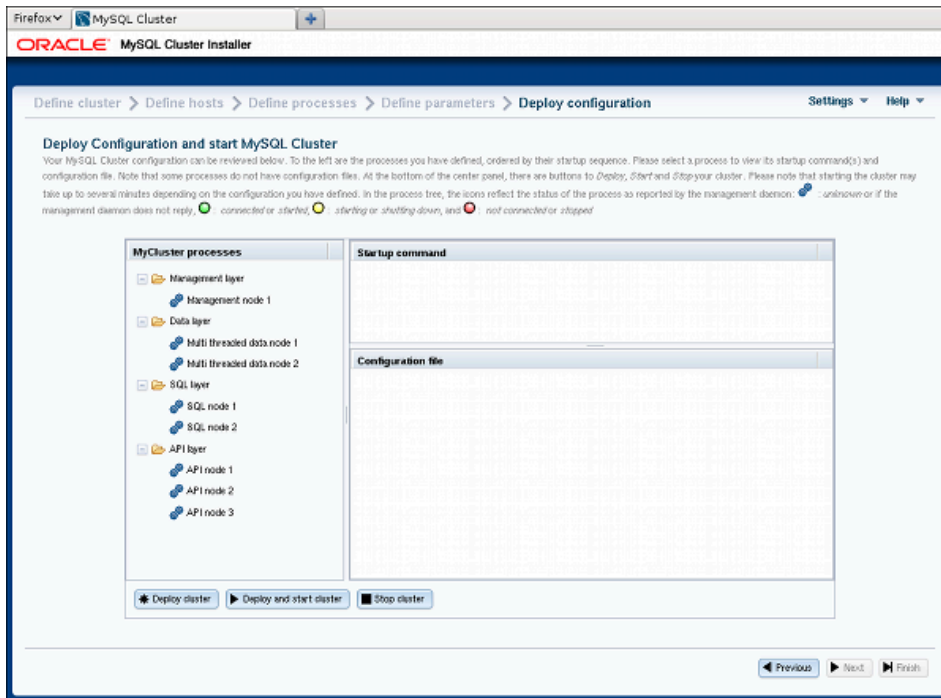 Firefox
MySQL Cluster
ORACLE MySQL Cluster Installer
Define cluster > Define hosts > Define processes > Define parameters > Deploy configuration
Settings
Help
Deploy Configuration and start MySQL Cluster
Your MySQL Cluster configuration can be reviewed below. To the left are the processes you have defined, ordered by their startup sequence. Please select a process to view its startup command(s) and
configuration file. Note that some processes do not have configuration files. At the bottom of the center panel, there are buttons to Deploy, Start and Stop your cluster. Please note that starting the cluster may
take up to several minutes depending on the configuration you have defined. In the process tree, the icons reflect the status of the process as reported by the management daemon: : unknown or if the
management daemon does not reply, : connected or started, : starting or shutting down, and : not connected or stopped
MyCluster processes
Management layer
Management node 1
Data layer
Multi threaded data node 1
Multi threaded data node 2
SQL layer
SQL node 1
SQL node 2
API layer
API node 1
API node 2
API node 3
Startup command
Configuration file
Deploy cluster
Deploy and start cluster
Stop cluster
Previous
Next
Finish